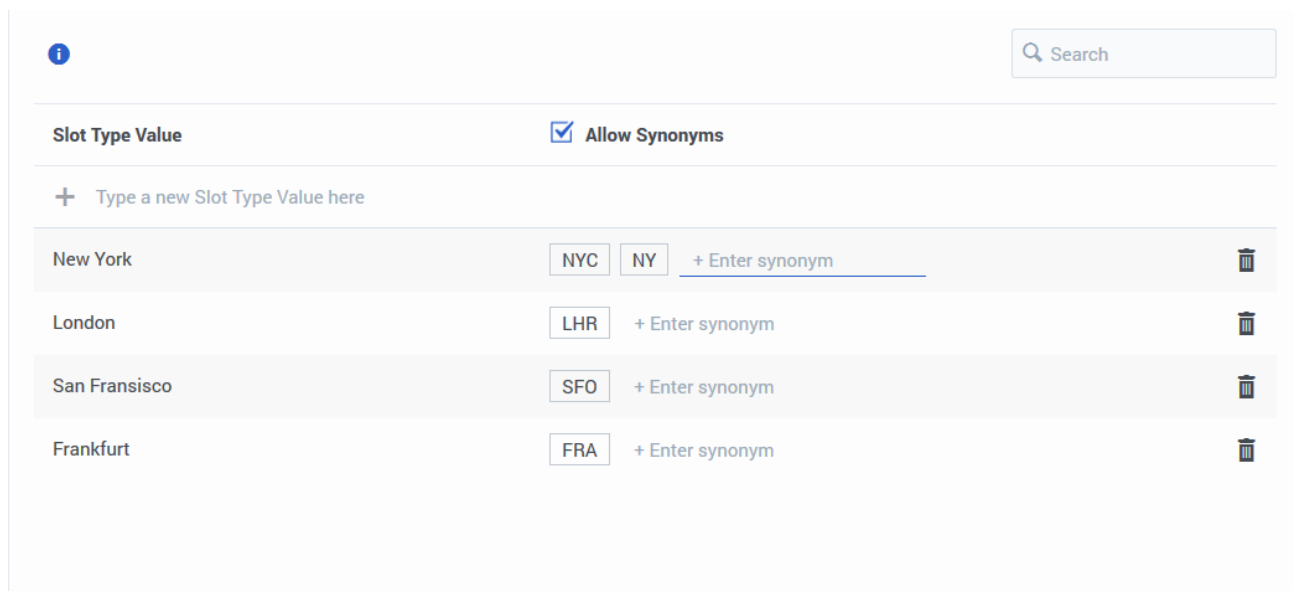 Search
Slot Type Value Allow Synonyms
+ Type a new Slot Type Value here
New York NYC NY + Enter synonym
London LHR + Enter synonym
San Fransisco SFO + Enter synonym
Frankfurt FRA + Enter synonym